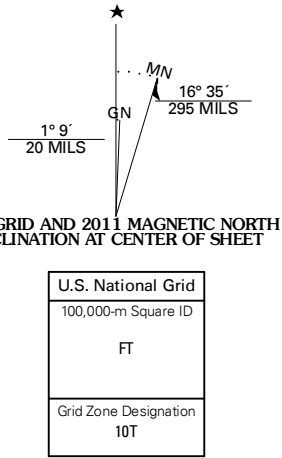 MN
GN
16° 35´
295 MILS
1° 9´
20 MILS
GRID AND 2011 MAGNETIC NORTH
CLINATION AT CENTER OF SHEET
U.S. National Grid
100,000-m Square ID
FT
Grid Zone Designation
10T